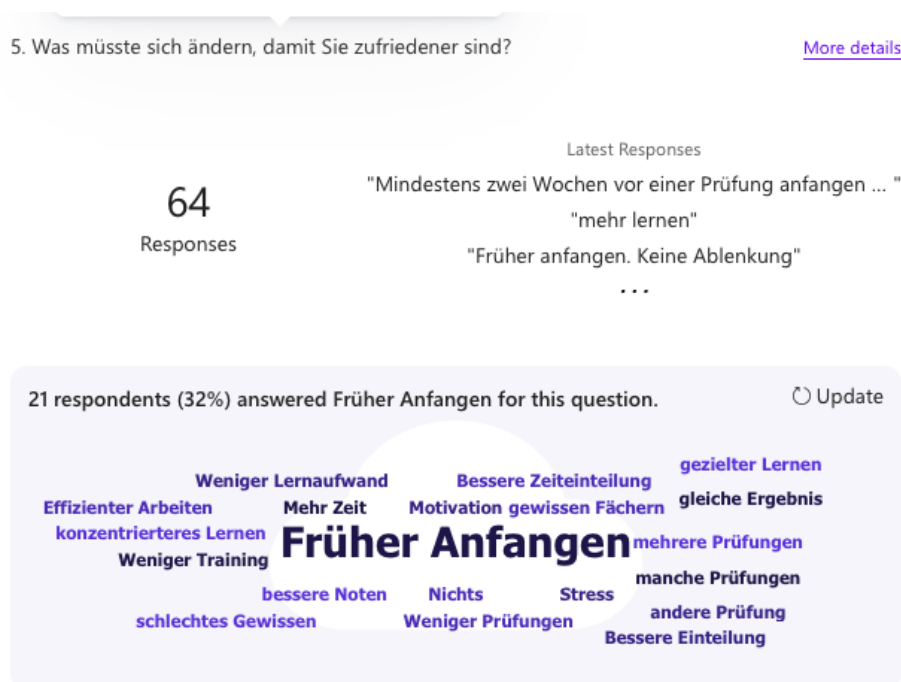 5. Was müsste sich ändern, damit Sie zufriedener sind?
More details
64
Responses
Latest Responses
"Mindestens zwei Wochen vor einer Prüfung anfangen ... "
"mehr lernen"
"Früher anfangen. Keine Ablenkung"
...
21 respondents (32%) answered Früher Anfangen for this question.
Update
gezielter Lernen
Weniger Lernaufwand
Bessere Zeiteinteilung
gleiche Ergebnis
Effizienter Arbeiten
Mehr Zeit
Motivation
gewissen Fächern
konzentrierteres Lernen
Früher Anfangen
mehrere Prüfungen
Weniger Training
manche Prüfungen
bessere Noten
Nichts
Stress
andere Prüfung
schlechtes Gewissen
Weniger Prüfungen
Bessere Einteilung